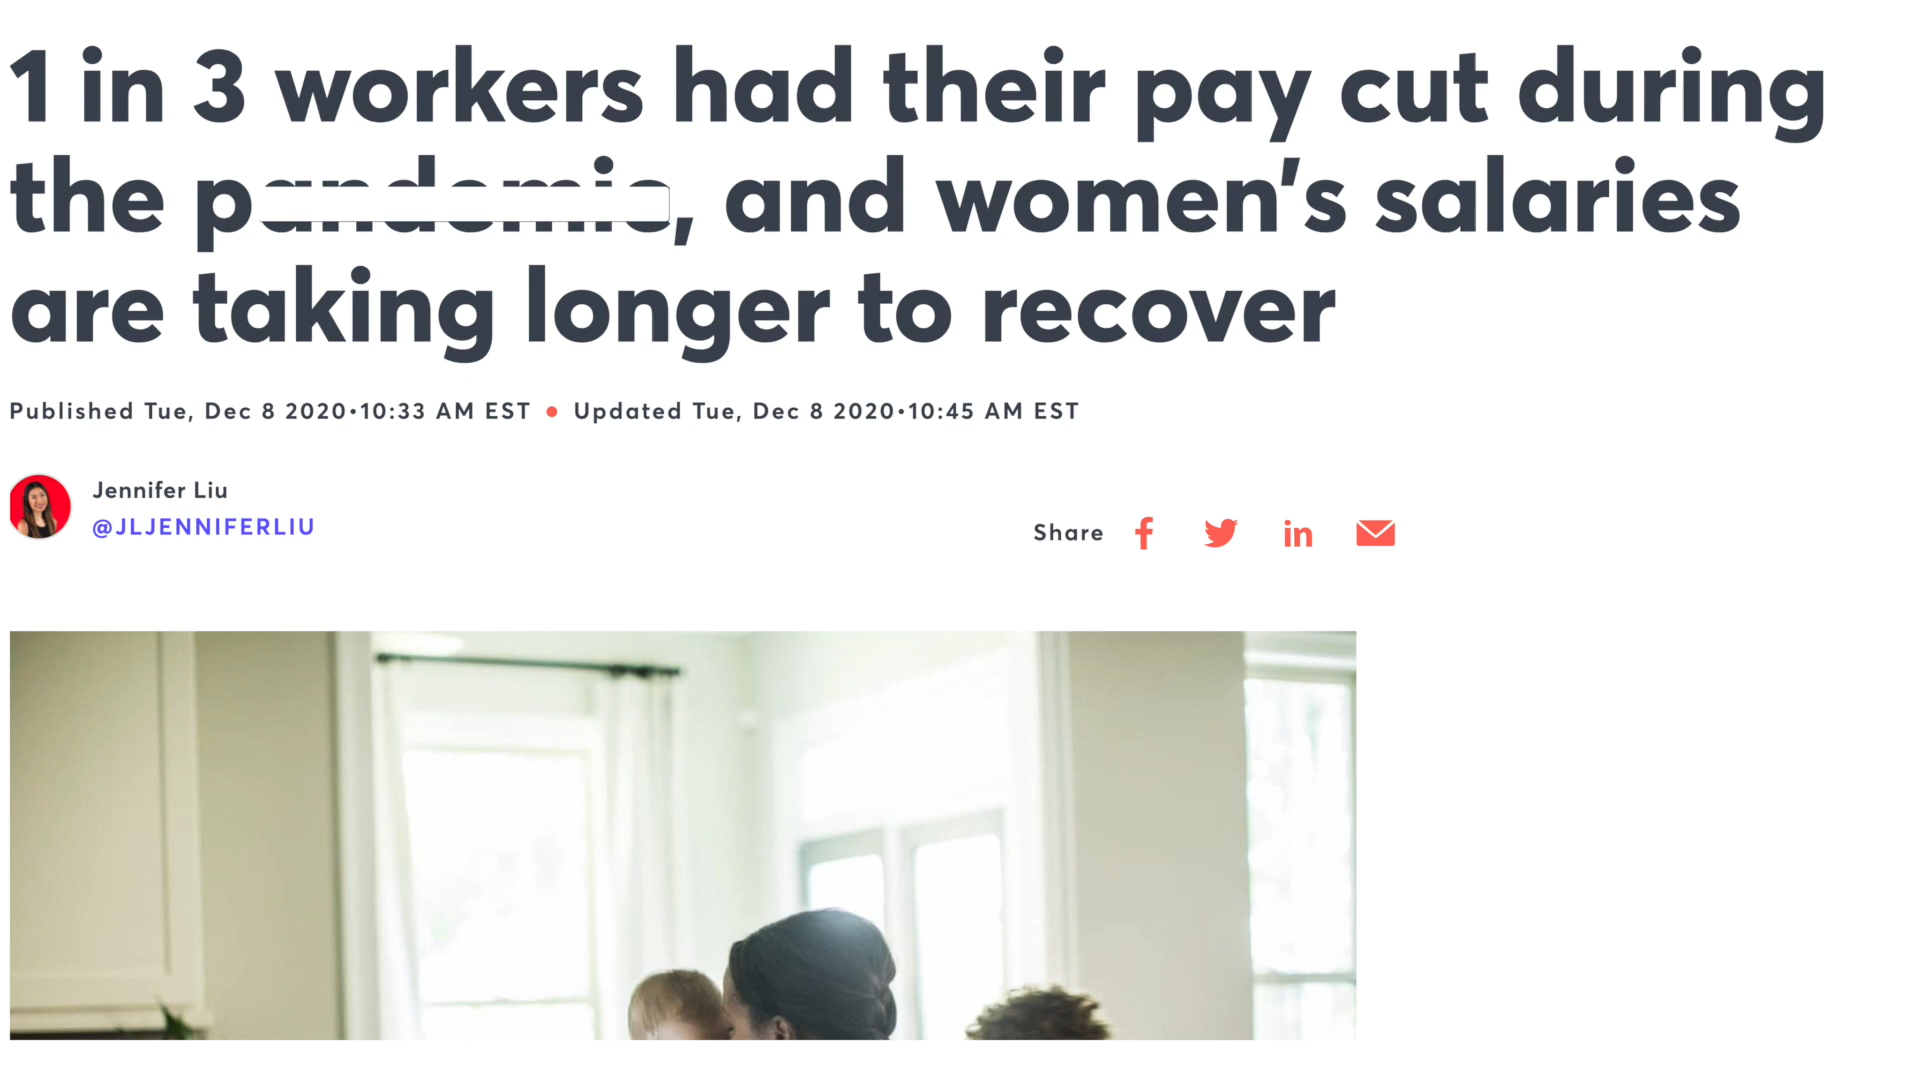 1 in 3 workers had their pay cut during
the pandemic, and women's salaries
are taking longer to recover
Published Tue, Dec 8 2020•10:33 AM EST • Updated Tue, Dec 8 2020•10:45 AM EST
Jennifer Liu
@JLJENNIFERLIU
Share